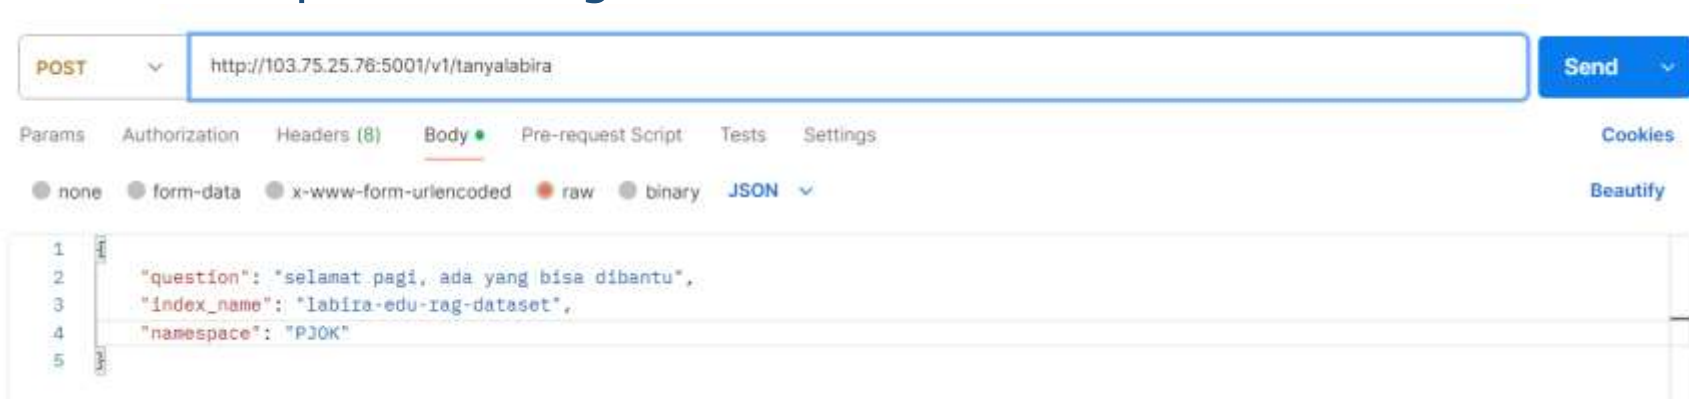 POST http://103.75.25.76:5001/v1/tanyalabira Send
Params Authorization Headers (8) Body Pre-request Script Tests Settings Cookies
none form-data x-www-form-urlencoded raw binary JSON Beautify
1 {
2 "question": "selamat pagi, ada yang bisa dibantu",
3 "index_name": "labira-edu-rag-dataset",
4 "namespace": "PJOK"
5 }